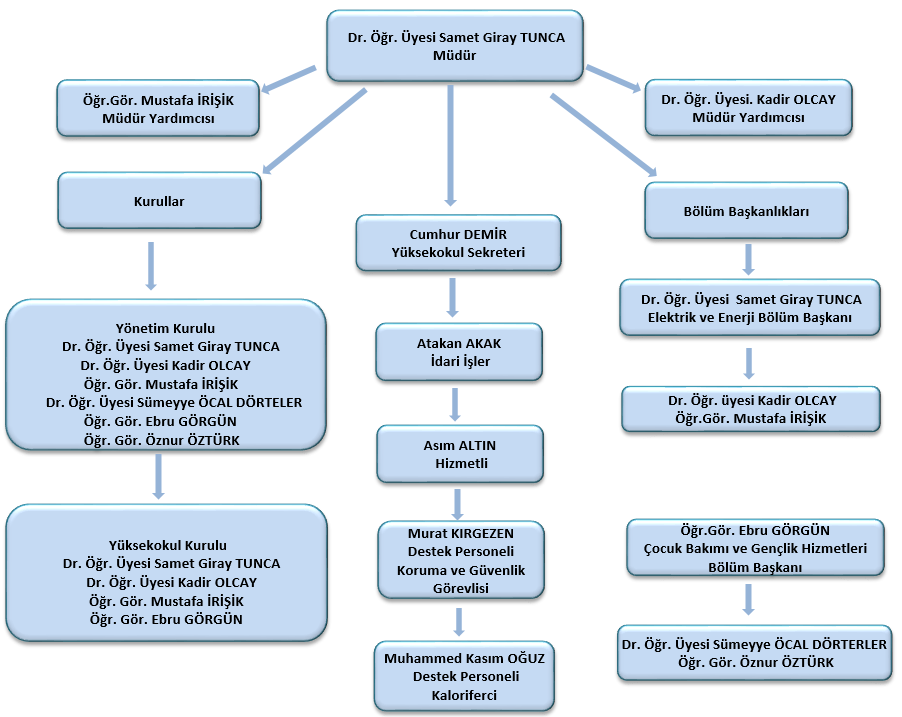 Dr. Öğr. Üyesi Samet Giray TUNCA
Müdür
Öğr.Gör. Mustafa İRİŞİK
Müdür Yardımcısı
Dr. Öğr. Üyesi. Kadir OLCAY
Müdür Yardımcısı
Kurullar
Yönetim Kurulu
Dr. Öğr. Üyesi Samet Giray TUNCA
Dr. Öğr. Üyesi Kadir OLCAY
Öğr. Gör. Mustafa İRİŞİK
Dr. Öğr. Üyesi Sümeyye ÖCAL DÖRTELER
Öğr. Gör. Ebru GÖRGÜN
Öğr. Gör. Öznur ÖZTÜRK
Yüksekokul Kurulu
Dr. Öğr. Üyesi Samet Giray TUNCA
Dr. Öğr. Üyesi Kadir OLCAY
Öğr. Gör. Mustafa İRİŞİK
Öğr. Gör. Ebru GÖRGÜN
Cumhur DEMİR
Yüksekokul Sekreteri
Atakan AKAK
İdari İşler
Asım ALTIN
Hizmetli
Murat KIRGEZEN
Destek Personeli
Koruma ve Güvenlik
Görevlisi
Muhammed Kasım OĞUZ
Destek Personeli
Kaloriferci
Bölüm Başkanlıkları
Dr. Öğr. Üyesi Samet Giray TUNCA
Elektrik ve Enerji Bölüm Başkanı
Dr. Öğr. üyesi Kadir OLCAY
Öğr.Gör. Mustafa İRİŞİK
Öğr.Gör. Ebru GÖRGÜN
Çocuk Bakımı ve Gençlik Hizmetleri
Bölüm Başkanı
Dr. Öğr. Üyesi Sümeyye ÖCAL DÖRTERLER
Öğr. Gör. Öznur ÖZTÜRK